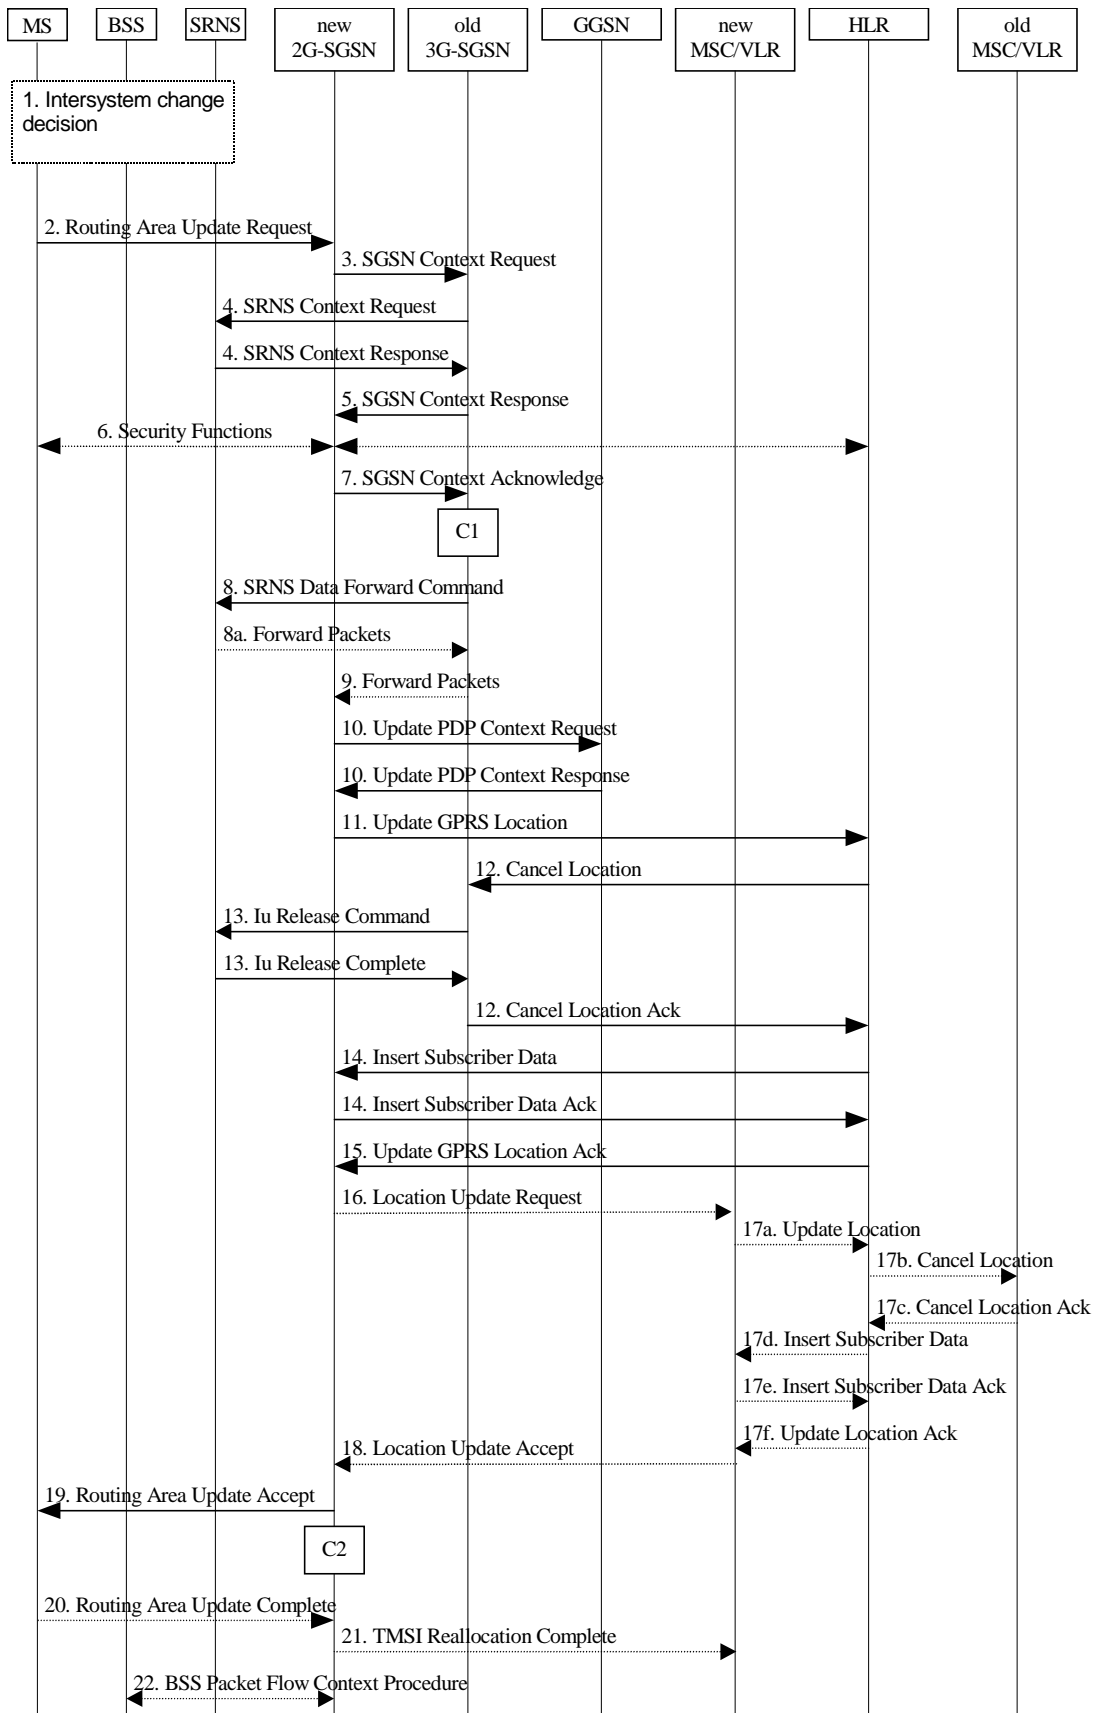 MS
BSS
SRNS
new
2G-SGSN
old
3G-SGSN
GGSN
new
MSC/VLR
HLR
old
MSC/VLR
1. Intersystem change
decision
2. Routing Area Update Request
3. SGSN Context Request
4. SRNS Context Request
4. SRNS Context Response
5. SGSN Context Response
6. Security Functions
7. SGSN Context Acknowledge
C1
8. SRNS Data Forward Command
8a. Forward Packets
9. Forward Packets
10. Update PDP Context Request
10. Update PDP Context Response
11. Update GPRS Location
12. Cancel Location
13. Iu Release Command
13. Iu Release Complete
12. Cancel Location Ack
14. Insert Subscriber Data
14. Insert Subscriber Data Ack
15. Update GPRS Location Ack
16. Location Update Request
17a. Update Location
17b. Cancel Location
17c. Cancel Location Ack
17d. Insert Subscriber Data
17e. Insert Subscriber Data Ack
17f. Update Location Ack
18. Location Update Accept
19. Routing Area Update Accept
C2
20. Routing Area Update Complete
21. TMSI Reallocation Complete
22. BSS Packet Flow Context Procedure